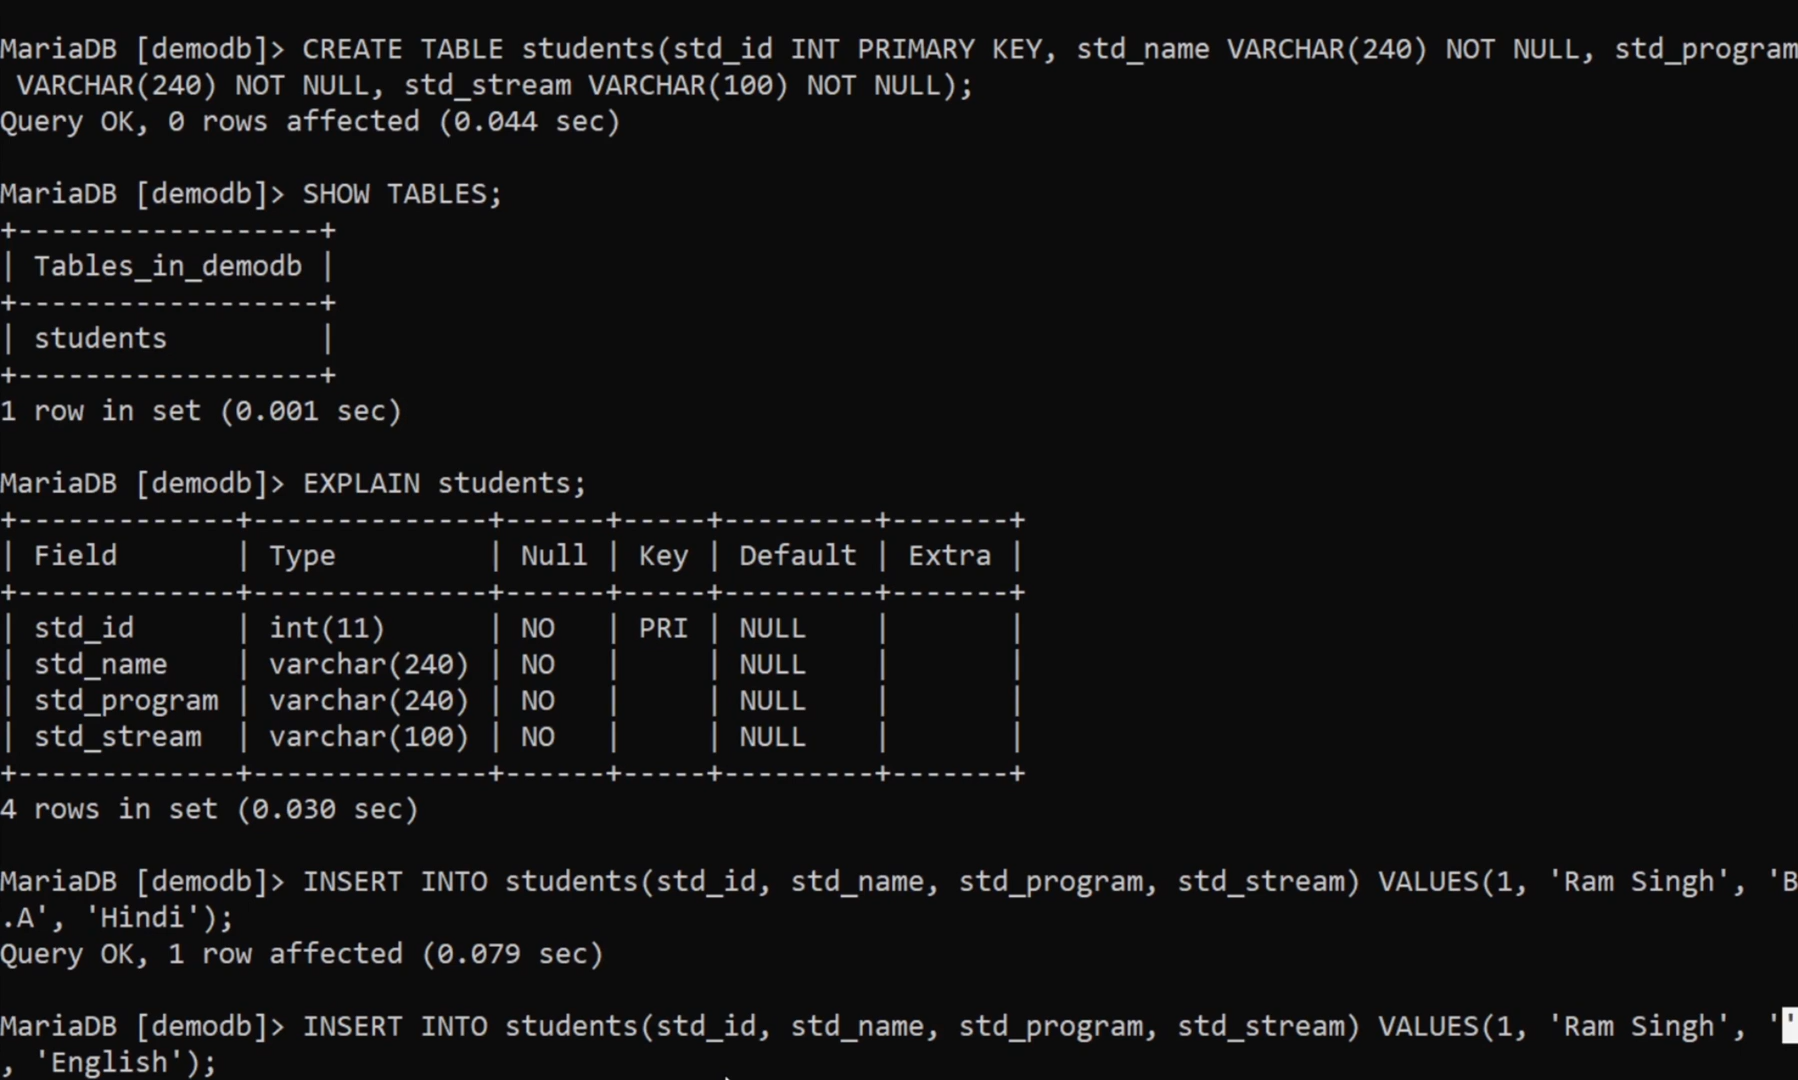 MariaDB [demodb]> CREATE TABLE students(std_id INT PRIMARY KEY, std_name VARCHAR(240) NOT NULL, std_program
 VARCHAR(240) NOT NULL, std_stream VARCHAR(100) NOT NULL);
Query OK, 0 rows affected (0.044 sec)

MariaDB [demodb]> SHOW TABLES;
+------------------+
| Tables_in_demodb |
+------------------+
| students         |
+------------------+
1 row in set (0.001 sec)

MariaDB [demodb]> EXPLAIN students;
+-------------+--------------+------+-----+---------+-------+
| Field       | Type         | Null | Key | Default | Extra |
+-------------+--------------+------+-----+---------+-------+
| std_id      | int(11)      | NO   | PRI | NULL    |       |
| std_name    | varchar(240) | NO   |     | NULL    |       |
| std_program | varchar(240) | NO   |     | NULL    |       |
| std_stream  | varchar(100) | NO   |     | NULL    |       |
+-------------+--------------+------+-----+---------+-------+
4 rows in set (0.030 sec)

MariaDB [demodb]> INSERT INTO students(std_id, std_name, std_program, std_stream) VALUES(1, 'Ram Singh', 'B
.A', 'Hindi');
Query OK, 1 row affected (0.079 sec)

MariaDB [demodb]> INSERT INTO students(std_id, std_name, std_program, std_stream) VALUES(1, 'Ram Singh', ''
, 'English');